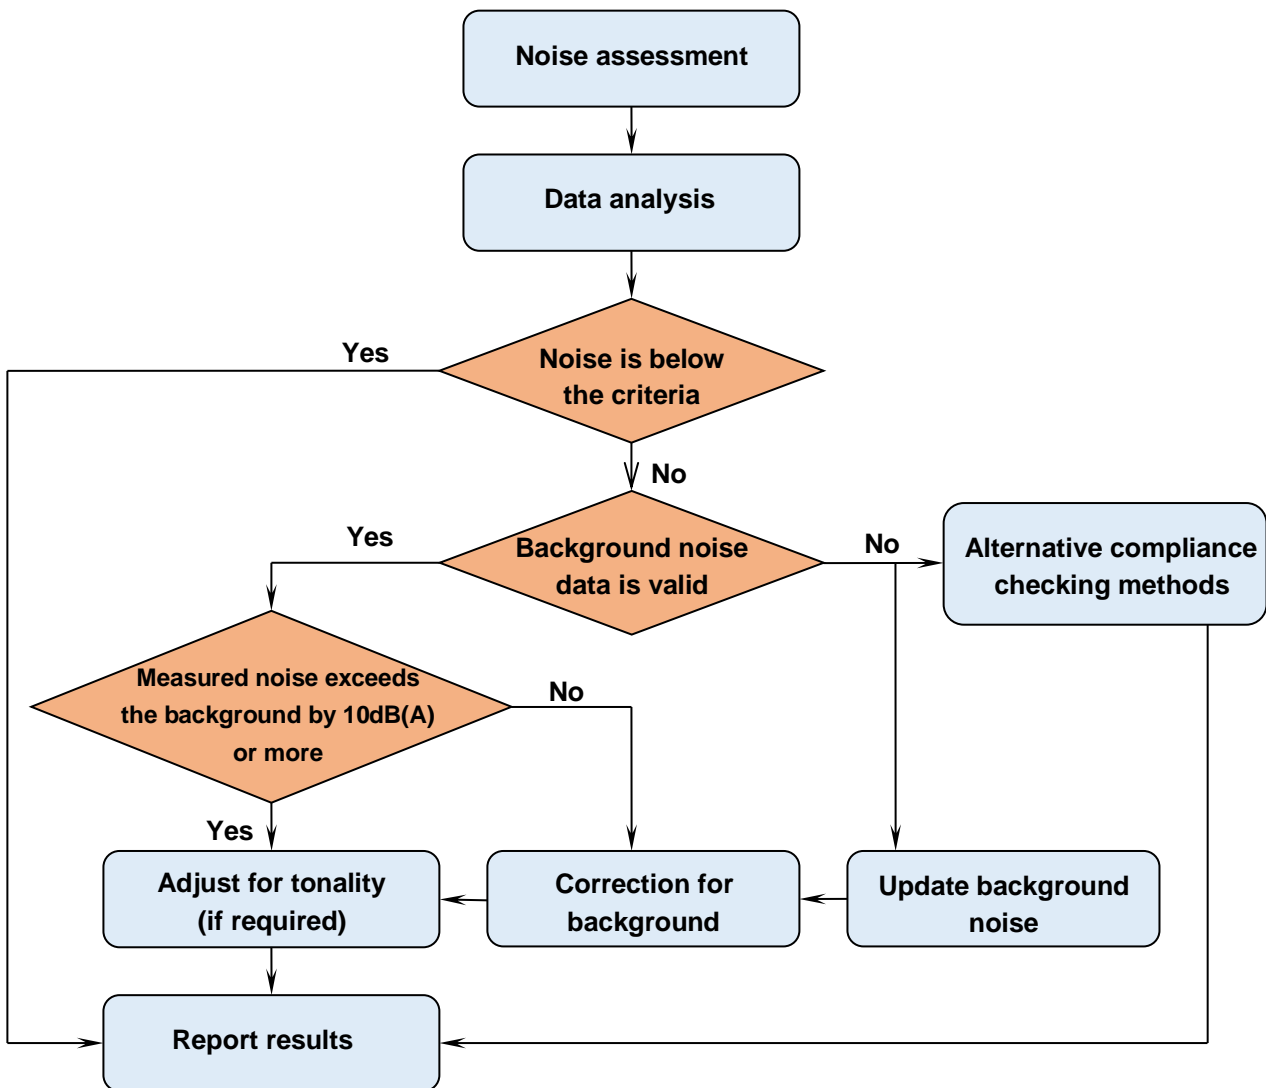 Noise assessment
Data analysis
Yes
Noise is below
the criteria
No
Yes
Background noise
data is valid
No
Alternative compliance
checking methods
Measured noise exceeds
the background by 10dB(A)
or more
No
Yes
Adjust for tonality
(if required)
Correction for
background
Update background
noise
Report results